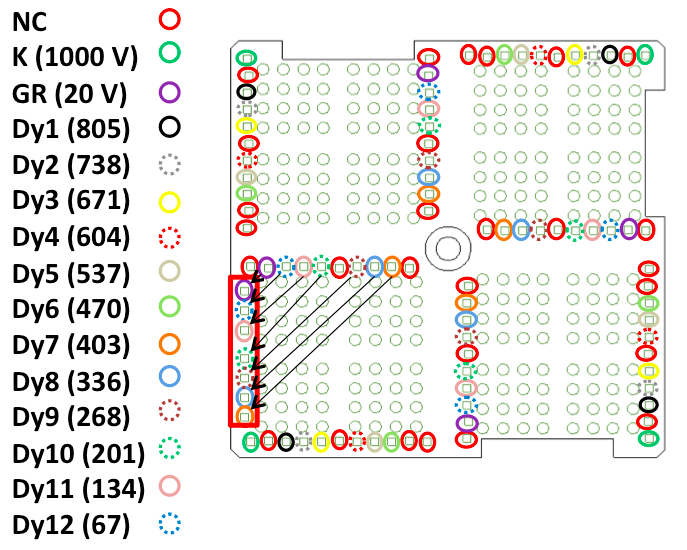 NC
K (1000 V)
GR (20 V)
Dy1 (805)
Dy2 (738)
Dy3 (671)
Dy4 (604)
Dy5 (537)
Dy6 (470)
Dy7 (403)
Dy8 (336)
Dy9 (268)
Dy10 (201)
Dy11 (134)
Dy12 (67)